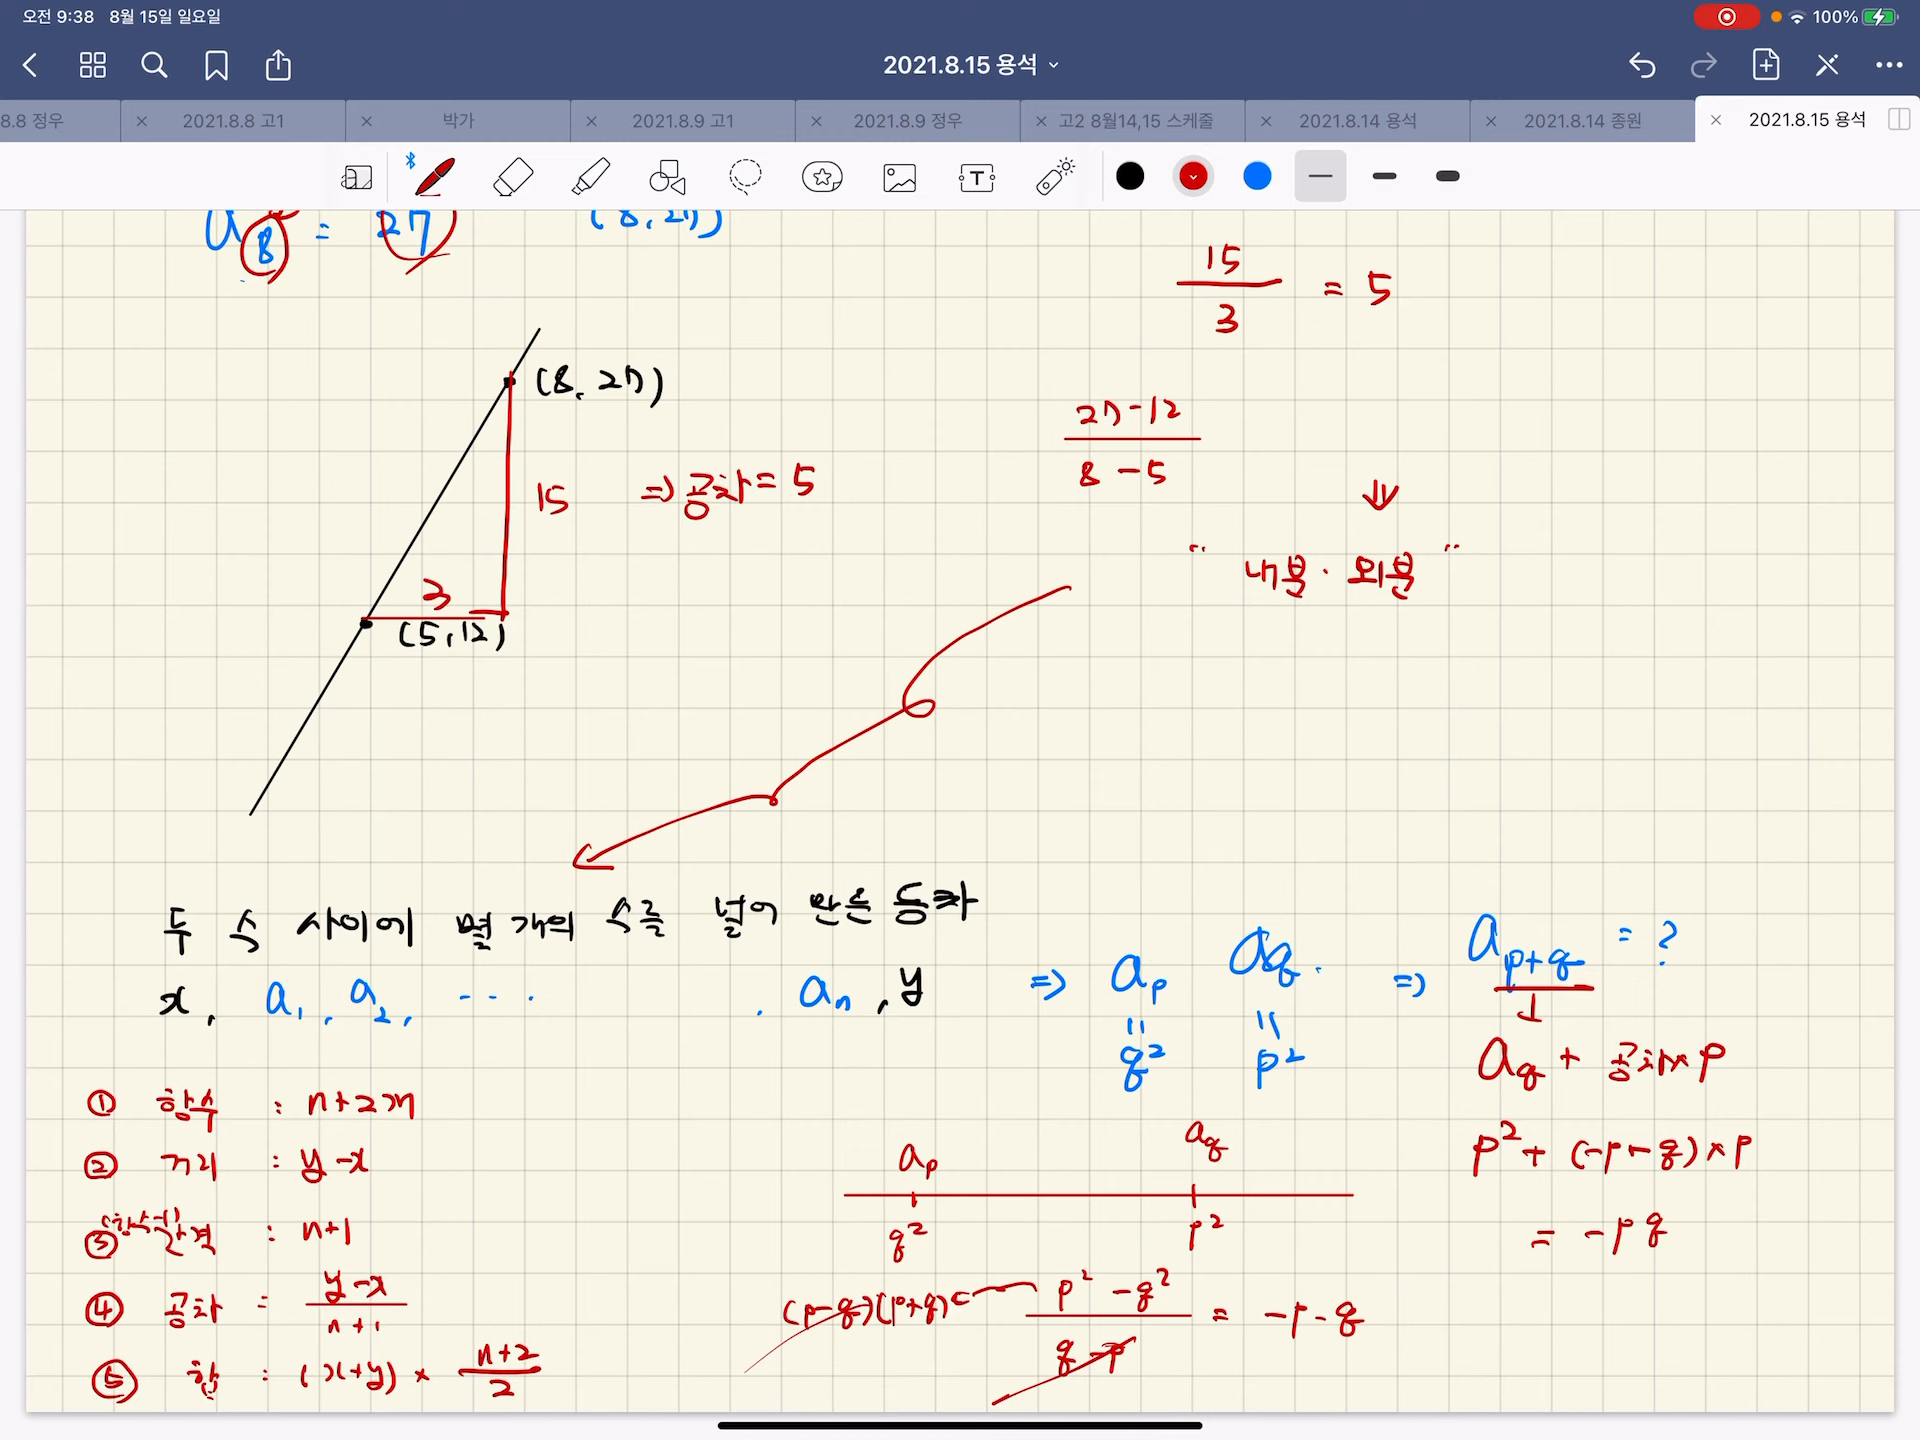 오전 9:38 8월 15일 일요일
100%
2021.8.15 용석
8.8 정우
2021.8.8 고1
박가
2021.8.9 고1
2021.8.9 정우
고2 8월14,15 스케줄
2021.8.14 용석
2021.8.14 종원
2021.8.15 용석
a₈ = 27 (8, 27)
15/3 = 5
(8, 27)
(27-12)/(8-5)
15 ⇒ 공차 = 5
" 내분 · 외분 "
3
(5, 12)
두 수 사이에 몇 개의 수를 넣어 만든 등차
x, a₁, a₂, ... . aₙ, y ⇒ aₚ a_q. ⇒ a_{p+q} = ?
q² p²
a_q + 공차×p
① 항수 : n+2개
② 거리 : y-x
③ (항수-1) 간격 : n+1
④ 공차 = (y-x)/(n+1)
⑤ 합 : (x+y) × (n+2)/2
aₚ a_q
q² p²
(p-q)(p+q) (p²-q²)/(q-p) = -p-q
p² + (-p-q)×p
= -pq